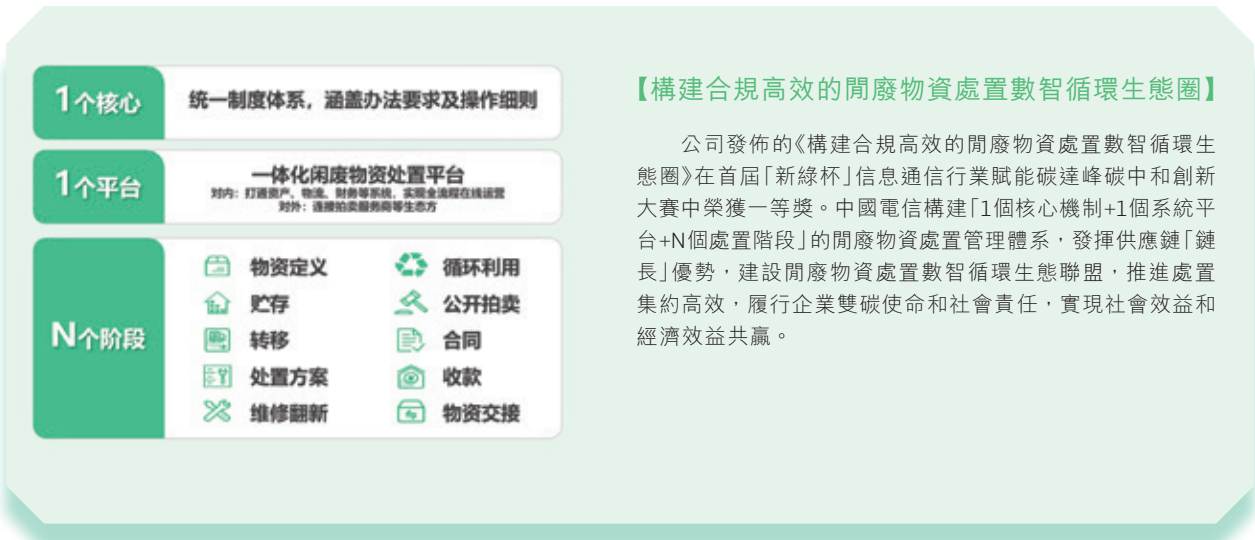 1个核心
统一制度体系，涵盖办法要求及操作细则
1个平台
一体化闲废物资处置平台
对内：打通资产、物流、财务等系统，实现全流程在线运营
对外：连接拍卖服务商等生态方
N个阶段
物资定义
贮存
转移
处置方案
维修翻新
循环利用
公开拍卖
合同
收款
物资交接
【構建合規高效的閒廢物資處置數智循環生態圈】
公司發佈的《構建合規高效的閒廢物資處置數智循環生
態圈》在首屆「新綠杯」信息通信行業賦能碳達峰碳中和創新
大賽中榮獲一等獎。中國電信構建「1個核心機制+1個系統平
台+N個處置階段」的閒廢物資處置管理體系，發揮供應鏈「鏈
長」優勢，建設閒廢物資處置數智循環生態聯盟，推進處置
集約高效，履行企業雙碳使命和社會責任，實現社會效益和
經濟效益共贏。